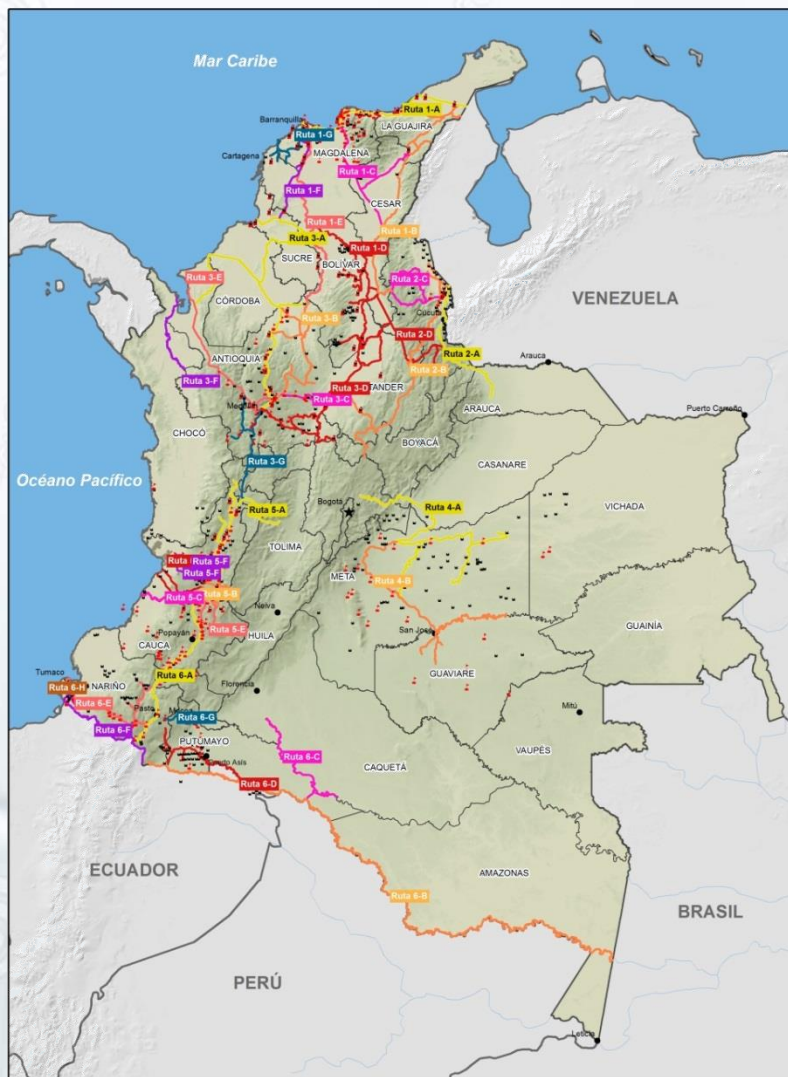 Mar Caribe
Ruta 1-A
Barranquilla
LA GUAJIRA
Ruta 1-G
MAGDALENA
Cartagena
Ruta 1-C
Ruta 1-F
CESAR
Ruta 1-E
Ruta 1-B
Ruta 3-A
Ruta 1-D
SUCRE
BOLÍVAR
Ruta 3-E
Ruta 2-C
VENEZUELA
CÓRDOBA
Cúcuta
Ruta 3-B
Ruta 2-D
ANTIOQUIA
Ruta 2-A
Arauca
Ruta 2-B
Ruta 3-F
Ruta 3-D
Ruta 3-C
ARAUCA
Puerto Carreño
CHOCÓ
BOYACÁ
Ruta 3-G
CASANARE
Océano Pacífico
Bogotá
Ruta 4-A
VICHADA
Ruta 5-A
TOLIMA
Ruta 5-F
Ruta 5-F
META
Ruta 4-B
Ruta 5-C
Ruta 5-B
Neiva
GUAINÍA
Ruta 5-E
San José
HUILA
Popayán
CAUCA
GUAVIARE
Tumaco
Ruta 6-A
Florencia
Mitú
Ruta 6-H
NARIÑO
Ruta 6-E
Ruta 6-G
Ruta 6-F
PUTUMAYO
VAUPÉS
Ruta 6-C
CAQUETÁ
Ruta 6-D
ECUADOR
AMAZONAS
Ruta 6-B
BRASIL
PERÚ
Leticia